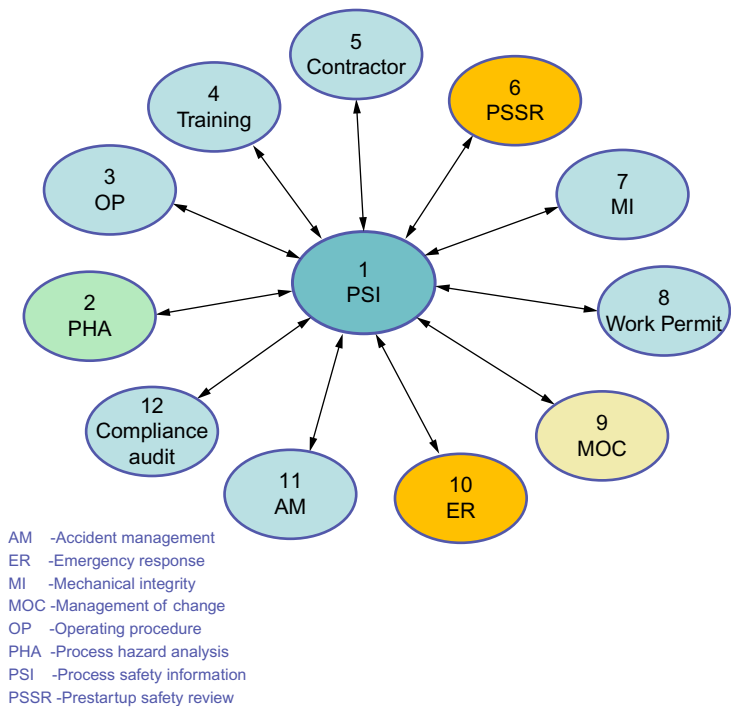 5
Contractor
4
Training
6
PSSR
3
OP
7
MI
1
PSI
2
PHA
8
Work Permit
12
Compliance
audit
9
MOC
11
AM
10
ER
AM -Accident management
ER -Emergency response
MI -Mechanical integrity
MOC -Management of change
OP -Operating procedure
PHA -Process hazard analysis
PSI -Process safety information
PSSR -Prestartup safety review